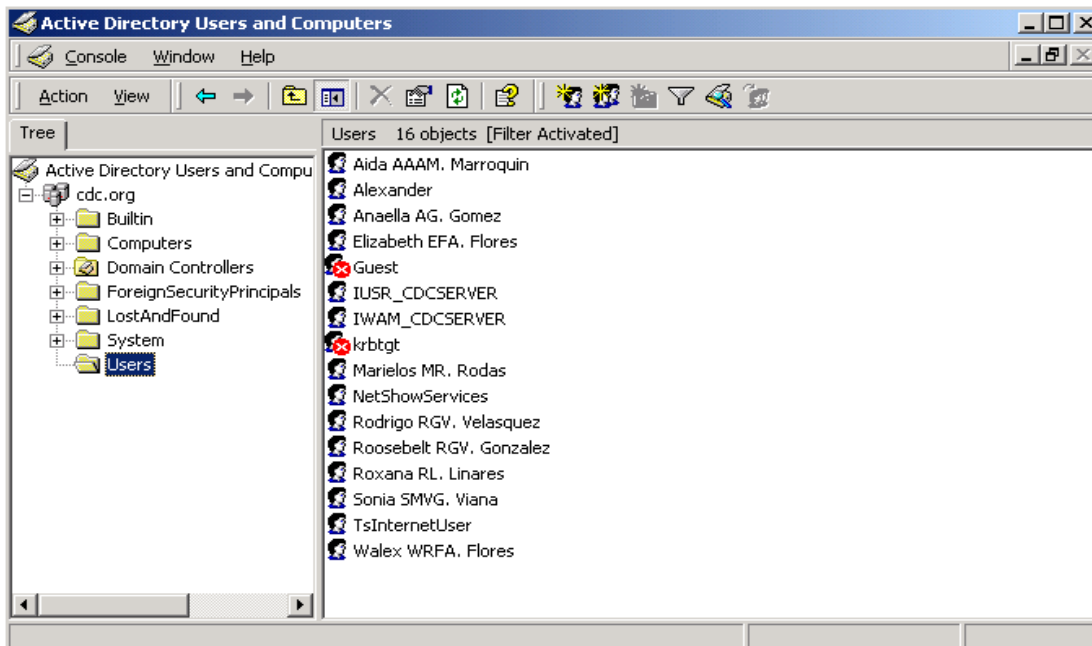 Active Directory Users and Computers
Console Window Help
Action View
Tree
Users 16 objects [Filter Activated]
Active Directory Users and Compu
cdc.org
Builtin
Computers
Domain Controllers
ForeignSecurityPrincipals
LostAndFound
System
Users
Aida AAAM. Marroquin
Alexander
Anaella AG. Gomez
Elizabeth EFA. Flores
Guest
IUSR_CDCSERVER
IWAM_CDCSERVER
krbtgt
Marielos MR. Rodas
NetShowServices
Rodrigo RGV. Velasquez
Roosebelt RGV. Gonzalez
Roxana RL. Linares
Sonia SMVG. Viana
TsInternetUser
Walex WRFA. Flores